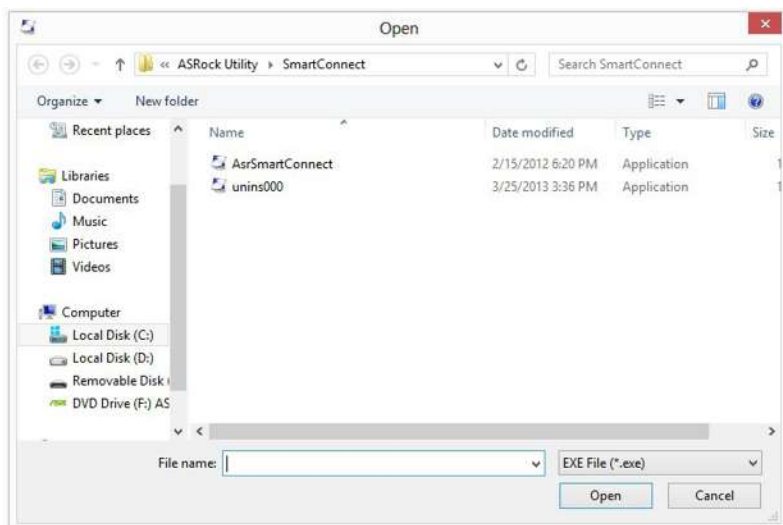 Open
« ASRock Utility ▸ SmartConnect
Search SmartConnect
Organize ▾ New folder
Recent places
Libraries
Documents
Music
Pictures
Videos
Computer
Local Disk (C:)
Local Disk (D:)
Removable Disk (
DVD Drive (F:) AS
Name Date modified Type Size
AsrSmartConnect 2/15/2012 6:20 PM Application 1
unins000 3/25/2013 3:36 PM Application 1
File name:
EXE File (*.exe)
Open Cancel